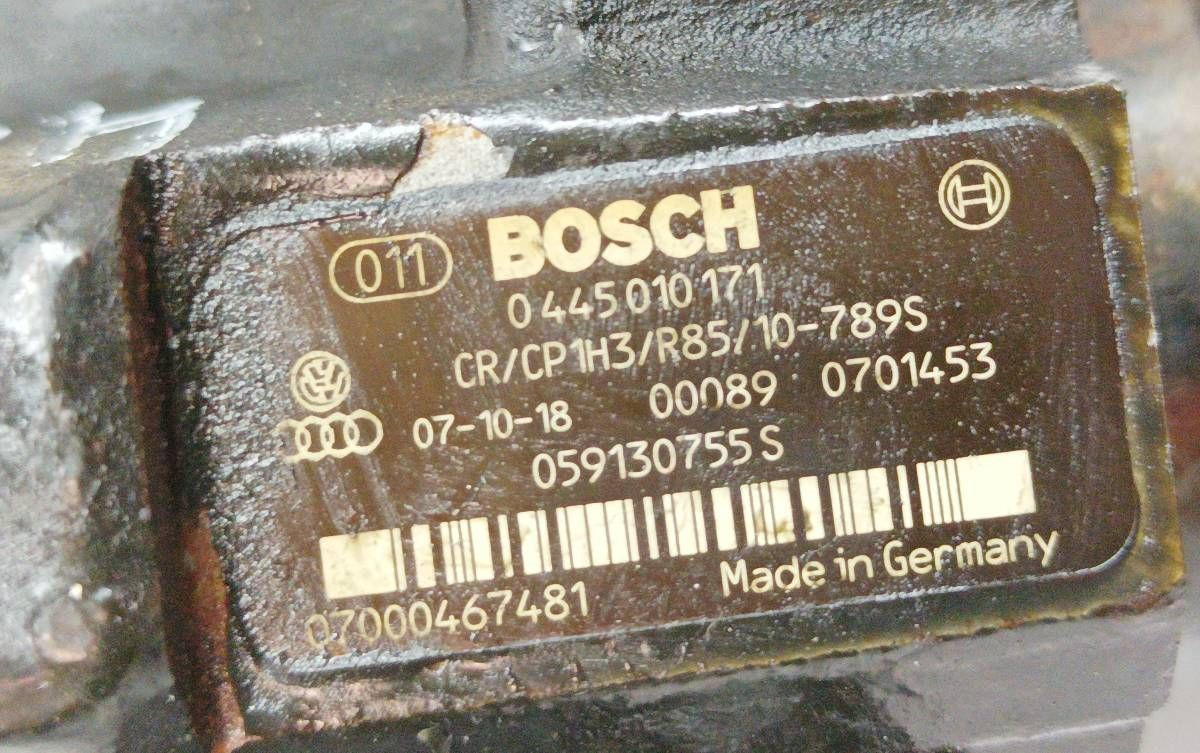 011 BOSCH
0 445 010 171
CR/CP1H3/R85/10-789S
07-10-18 00089 0701453
059130755S
07000467481 Made in Germany